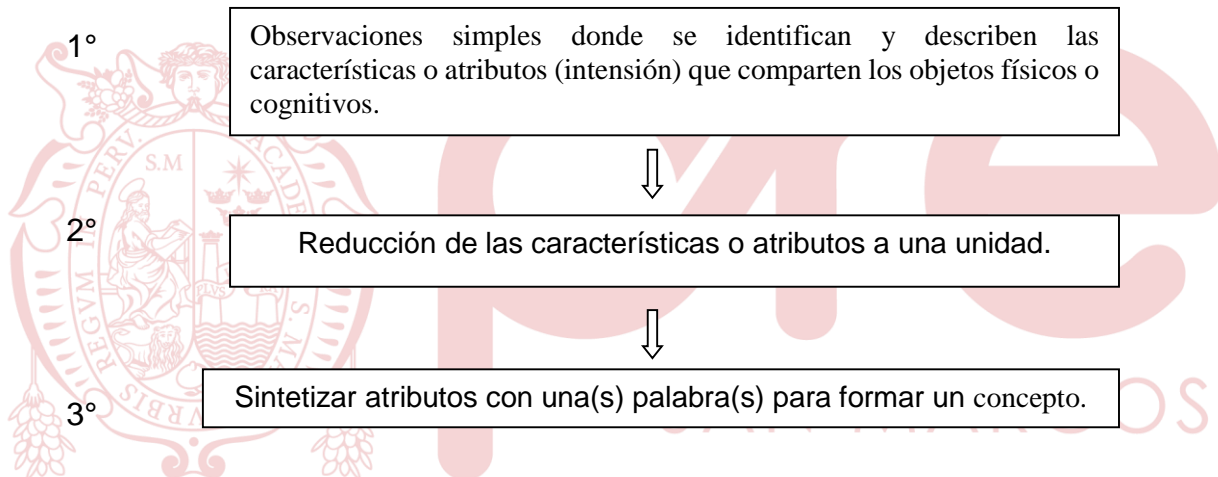 1°
Observaciones simples donde se identifican y describen las
características o atributos (intensión) que comparten los objetos físicos o
cognitivos.
2°
Reducción de las características o atributos a una unidad.
3°
Sintetizar atributos con una(s) palabra(s) para formar un concepto.
S.M
PLVS